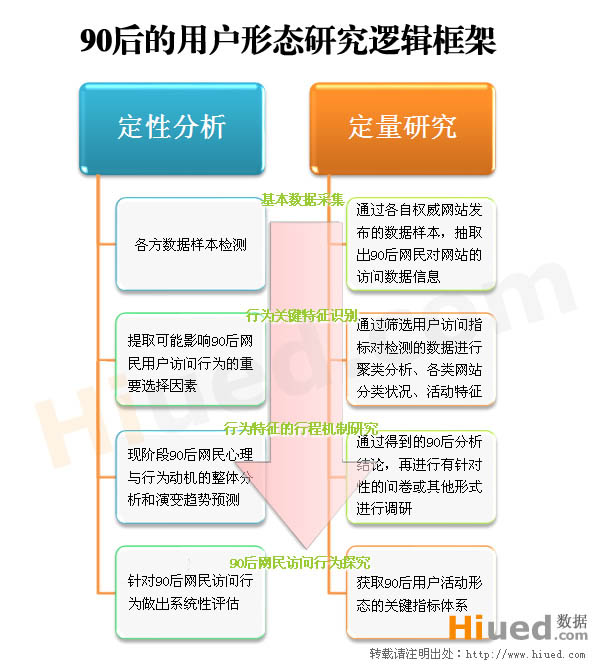 90后的用户形态研究逻辑框架
定性分析
定量研究
基本数据采集
各方数据样本检测
通过各自权威网站发
布的数据样本，抽取
出90后网民对网站的
访问数据信息
行为关键特征识别
提取可能影响90后网
民用户访问行为的重
要选择因素
通过筛选用户访问指
标对检测的数据进行
聚类分析、各类网站
分类状况、活动特征
行为特征的行程机制研究
现阶段90后网民心理
与行为动机的整体分
析和演变趋势预测
通过得到的90后分析
结论，再进行有针对
性的问卷或其他形式
进行调研
90后网民访问行为探究
针对90后网民访问行
为做出系统性评估
获取90后用户活动形
态的关键指标体系
Hiued.com
Hiued数据
.com
转载请注明出处：http://www.hiued.com